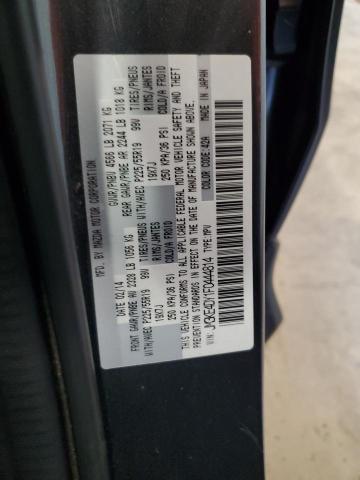 MFD. BY MAZDA MOTOR CORPORATION
DATE 02/14 GVWR/PNBV 4566 LB 2071 KG
FRONT GAWR/PNBE AV 2328 LB 1056 KG REAR GAWR/PNBE AR 2244 LB 1018 KG
WITH/AVEC P225/55R19 99V TIRES/PNEUS WITH/AVEC P225/55R19 99V TIRES/PNEUS
19X7J RIMS/JANTES 19X7J RIMS/JANTES
250 KPA(36 PSI) COLD/A FROID 250 KPA(36 PSI) COLD/A FROID
THIS VEHICLE CONFORMS TO ALL APPLICABLE FEDERAL MOTOR VEHICLE SAFETY AND THEFT
PREVENTION STANDARDS IN EFFECT ON THE DATE OF MANUFACTURE SHOWN ABOVE.
VIN: JM3KE4DY1F0444814 TYPE:MPV COLOR CODE:42A MADE IN JAPAN